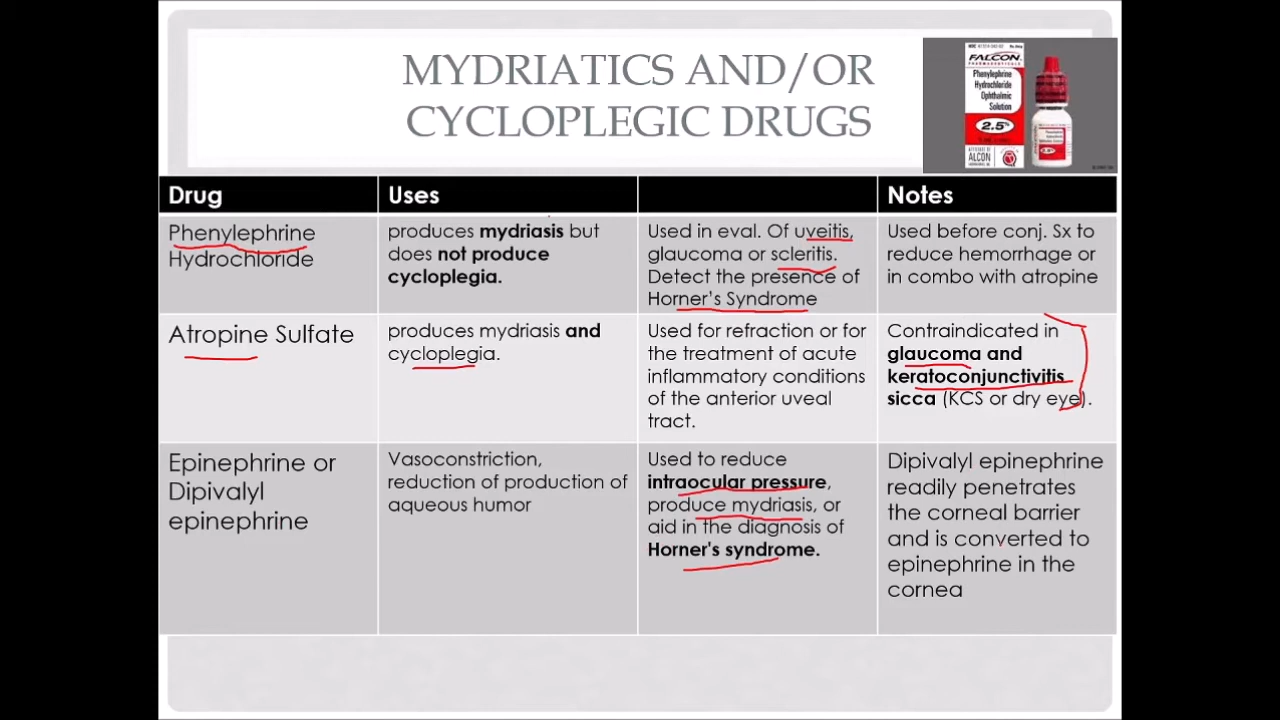 MYDRIATICS AND/OR
CYCLOPLEGIC DRUGS
FALCON
PHARMACEUTICALS
Phenylephrine
Hydrochloride
Ophthalmic
Solution
2.5%
ALCON
Drug
Uses
Notes
Phenylephrine
Hydrochloride
produces mydriasis but
does not produce
cycloplegia.
Used in eval. Of uveitis,
glaucoma or scleritis.
Detect the presence of
Horner's Syndrome
Used before conj. Sx to
reduce hemorrhage or
in combo with atropine
Atropine Sulfate
produces mydriasis and
cycloplegia.
Used for refraction or for
the treatment of acute
inflammatory conditions
of the anterior uveal
tract.
Contraindicated in
glaucoma and
keratoconjunctivitis
sicca (KCS or dry eye).
Epinephrine or
Dipivalyl
epinephrine
Vasoconstriction,
reduction of production of
aqueous humor
Used to reduce
intraocular pressure,
produce mydriasis, or
aid in the diagnosis of
Horner's syndrome.
Dipivalyl epinephrine
readily penetrates
the corneal barrier
and is converted to
epinephrine in the
cornea